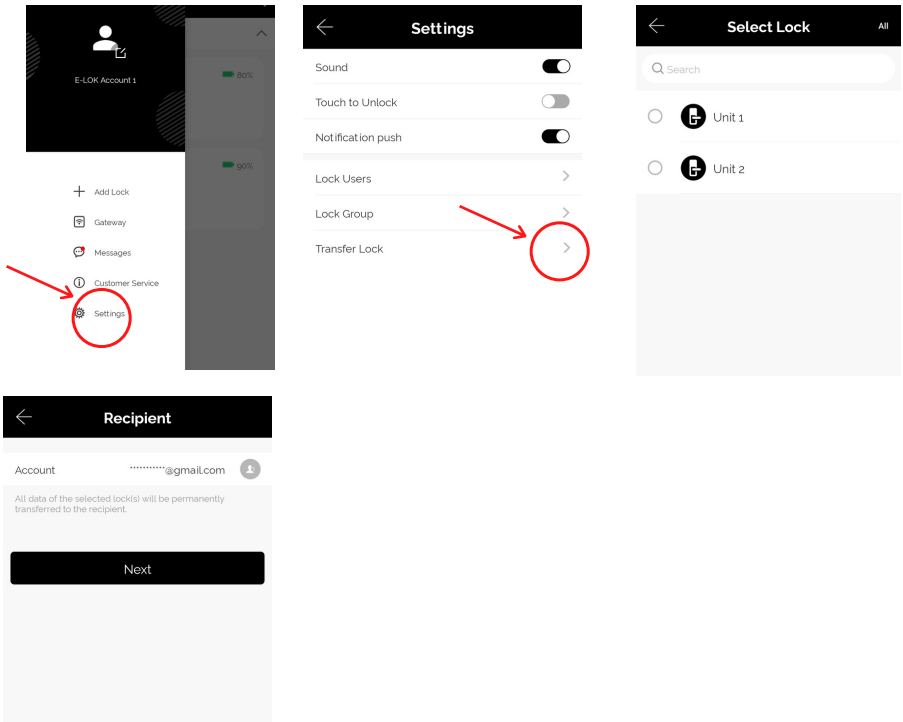 E-LOK Account 1
80%
90%
Add Lock
Gateway
Messages
Customer Service
Settings
Settings
Sound
Touch to Unlock
Notification push
Lock Users
Lock Group
Transfer Lock
Select Lock
All
Search
Unit 1
Unit 2
Recipient
Account
***********@gmail.com
All data of the selected lock(s) will be permanently
transferred to the recipient.
Next